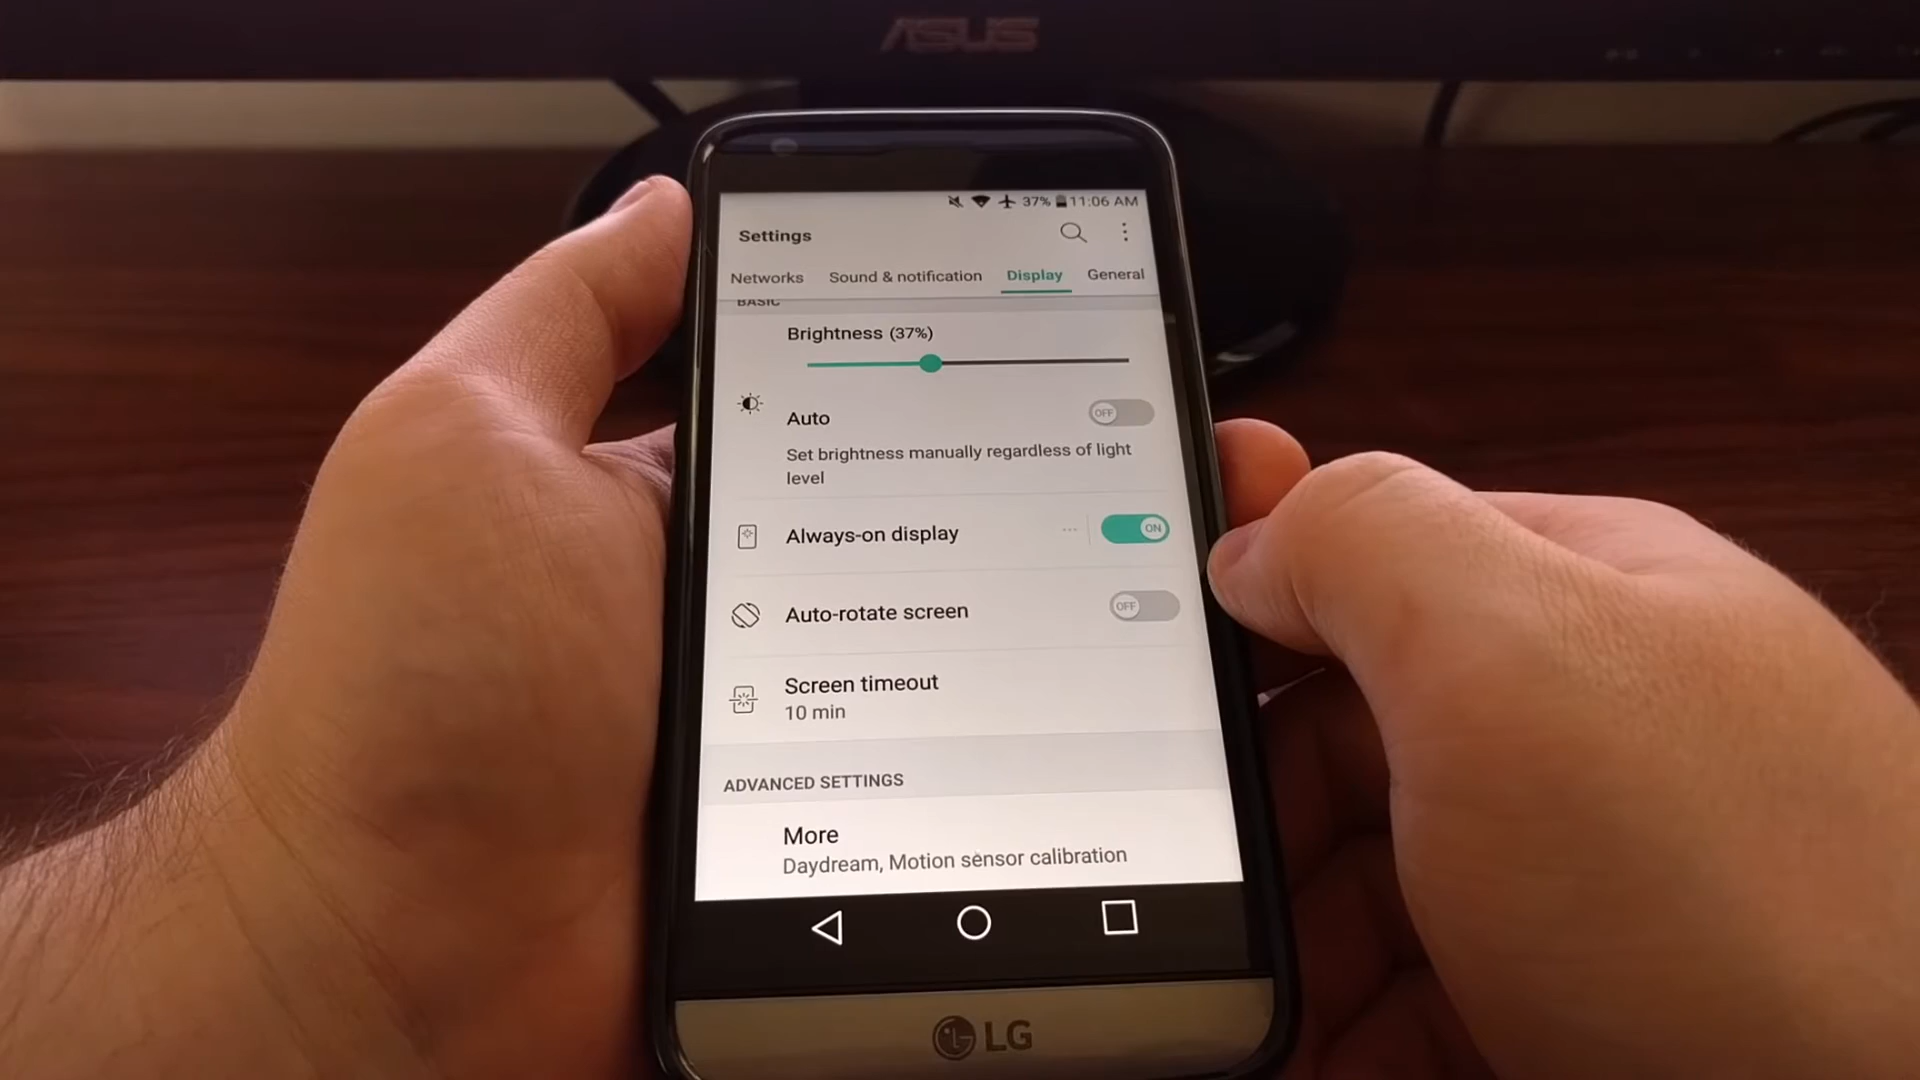 ASUS
37% 11:06 AM
Settings
Networks Sound & notification Display General
BASIC
Brightness (37%)
Auto OFF
Set brightness manually regardless of light
level
Always-on display ... ON
Auto-rotate screen OFF
Screen timeout
10 min
ADVANCED SETTINGS
More
Daydream, Motion sensor calibration
LG